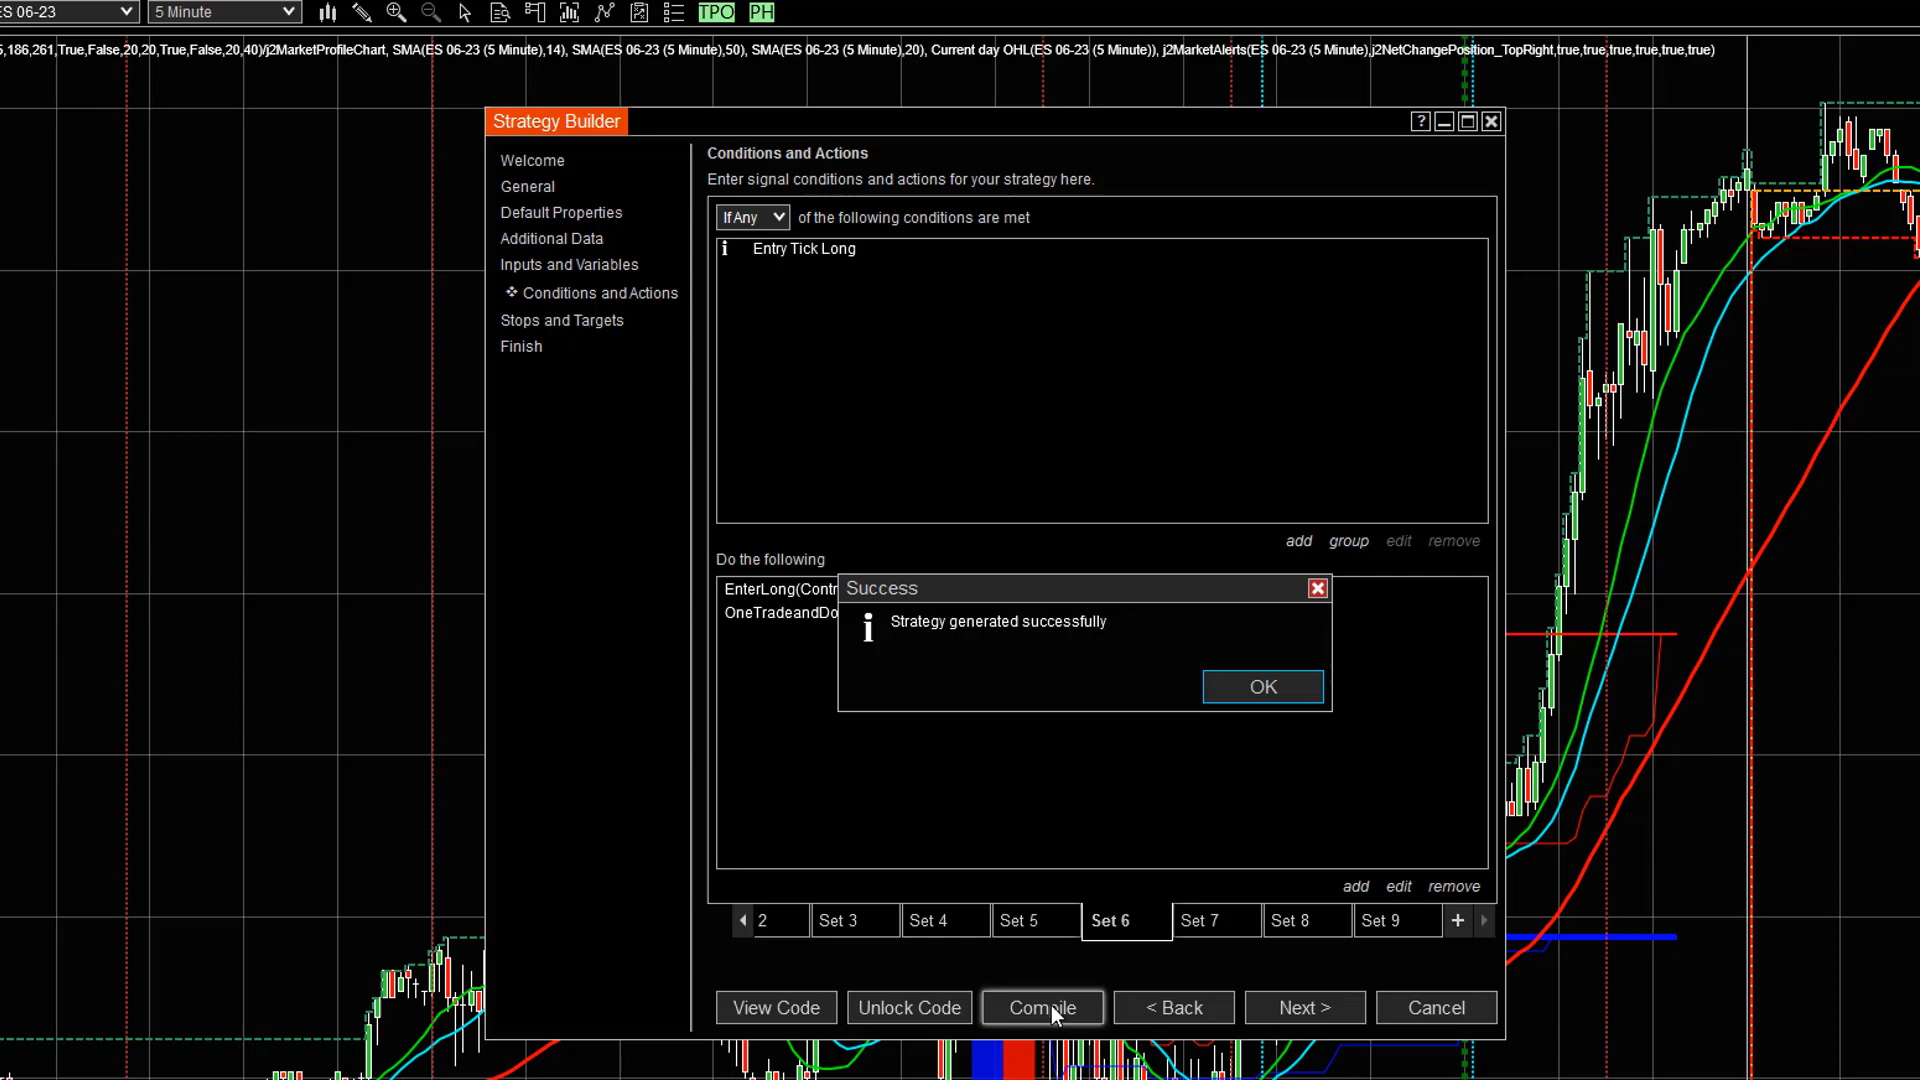 ES 06-23
5 Minute
TPO
PH
5,186,261,True,False,20,20,True,False,20,40)/j2MarketProfileChart, SMA(ES 06-23 (5 Minute),14), SMA(ES 06-23 (5 Minute),50), SMA(ES 06-23 (5 Minute),20), Current day OHL(ES 06-23 (5 Minute)), j2MarketAlerts(ES 06-23 (5 Minute),j2NetChangePosition_TopRight,true,true,true,true,true,true)
Strategy Builder
?
Welcome
General
Default Properties
Additional Data
Inputs and Variables
Conditions and Actions
Stops and Targets
Finish
Conditions and Actions
Enter signal conditions and actions for your strategy here.
If Any of the following conditions are met
Entry Tick Long
add group edit remove
Do the following
EnterLong(Contr
OneTradeandDo
Success
Strategy generated successfully
OK
add edit remove
2 Set 3 Set 4 Set 5 Set 6 Set 7 Set 8 Set 9 +
View Code Unlock Code Compile < Back Next > Cancel